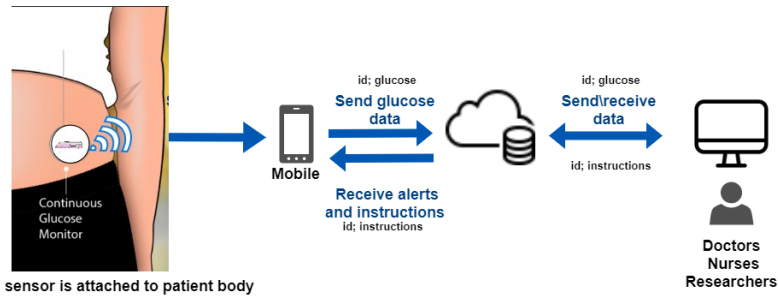 Continuous
Glucose
Monitor
sensor is attached to patient body
Mobile
id; glucose
Send glucose
data
Receive alerts
and instructions
id; instructions
id; glucose
Send\receive
data
id; instructions
Doctors
Nurses
Researchers